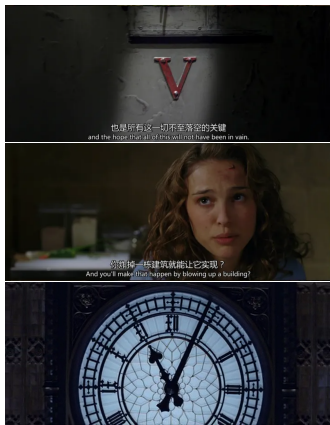 V
也是所有这一切不至落空的关键
and the hope that all of this will not have been in vain.
你炸掉一栋建筑就能让它实现？
And you'll make that happen by blowing up a building?
XII